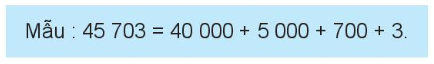 Mẫu : 45 703 = 40 000 + 5 000 + 700 + 3.